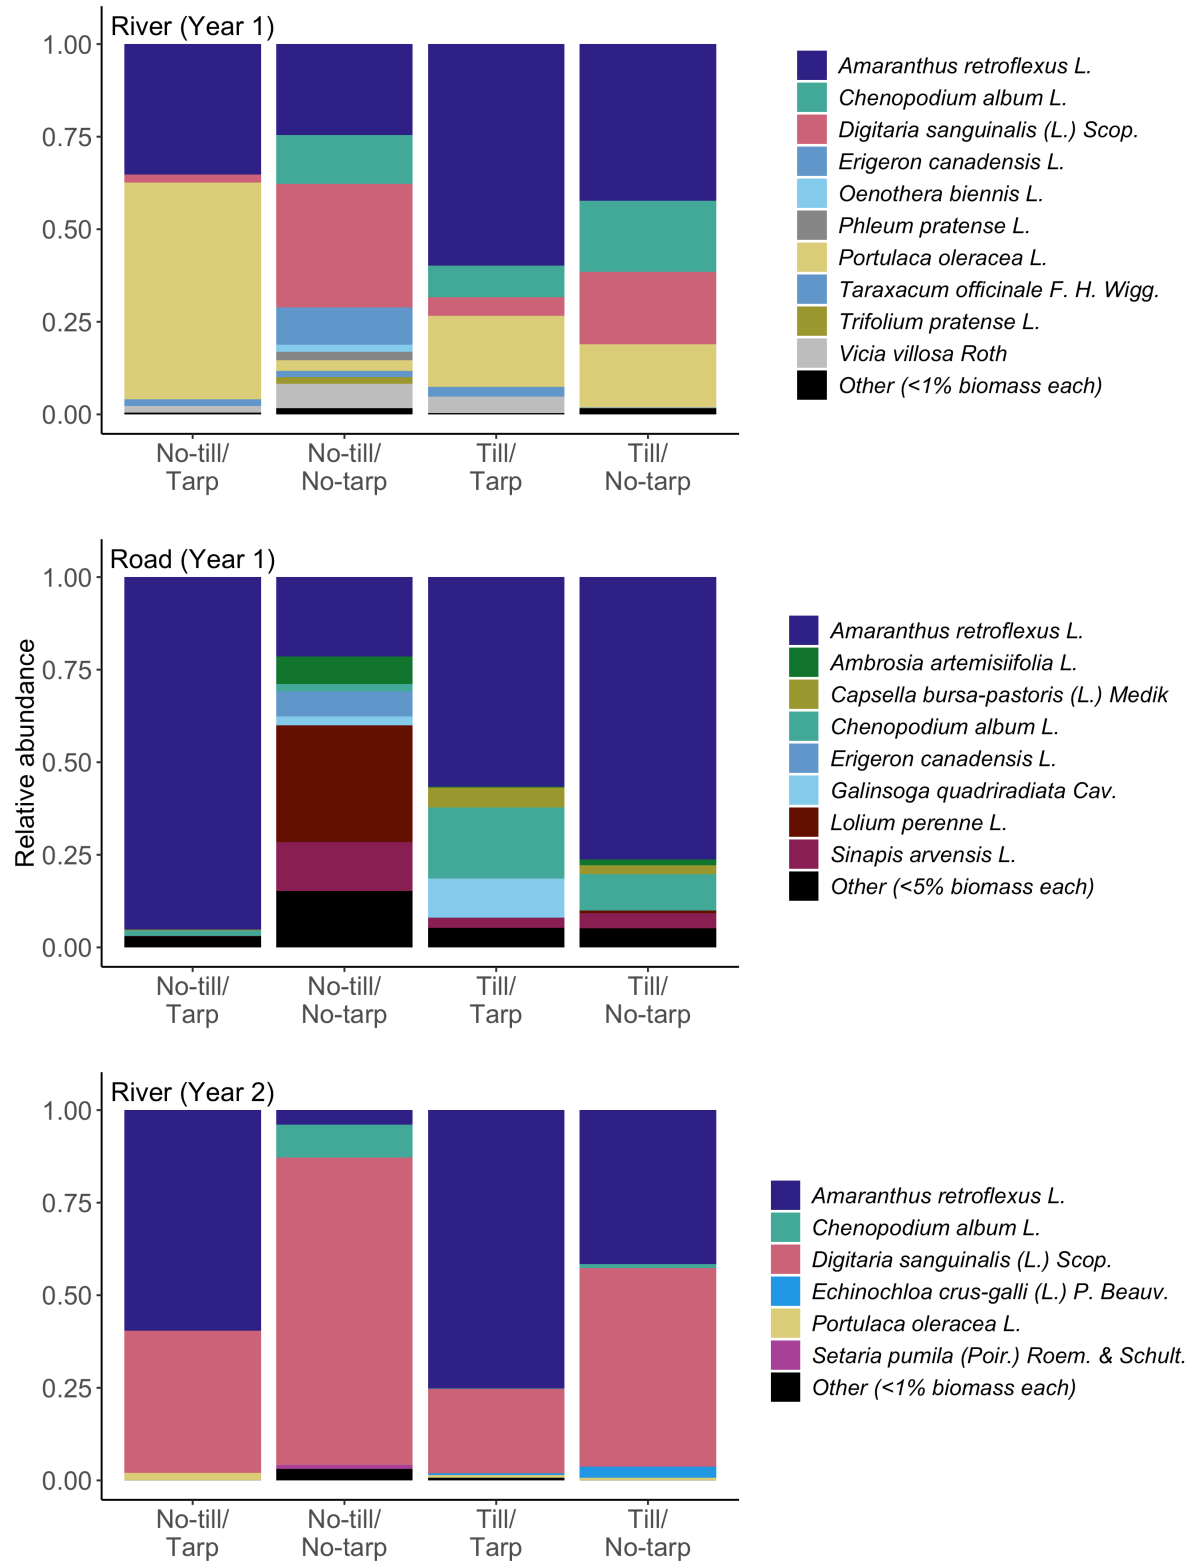 River (Year 1)
1.00
0.75
0.50
0.25
0.00
No-till/
Tarp
No-till/
No-tarp
Till/
Tarp
Till/
No-tarp
Amaranthus retroflexus L.
Chenopodium album L.
Digitaria sanguinalis (L.) Scop.
Erigeron canadensis L.
Oenothera biennis L.
Phleum pratense L.
Portulaca oleracea L.
Taraxacum officinale F. H. Wigg.
Trifolium pratense L.
Vicia villosa Roth
Other (<1% biomass each)
Relative abundance
Road (Year 1)
1.00
0.75
0.50
0.25
0.00
No-till/
Tarp
No-till/
No-tarp
Till/
Tarp
Till/
No-tarp
Amaranthus retroflexus L.
Ambrosia artemisiifolia L.
Capsella bursa-pastoris (L.) Medik
Chenopodium album L.
Erigeron canadensis L.
Galinsoga quadriradiata Cav.
Lolium perenne L.
Sinapis arvensis L.
Other (<5% biomass each)
River (Year 2)
1.00
0.75
0.50
0.25
0.00
No-till/
Tarp
No-till/
No-tarp
Till/
Tarp
Till/
No-tarp
Amaranthus retroflexus L.
Chenopodium album L.
Digitaria sanguinalis (L.) Scop.
Echinochloa crus-galli (L.) P. Beauv.
Portulaca oleracea L.
Setaria pumila (Poir.) Roem. & Schult.
Other (<1% biomass each)